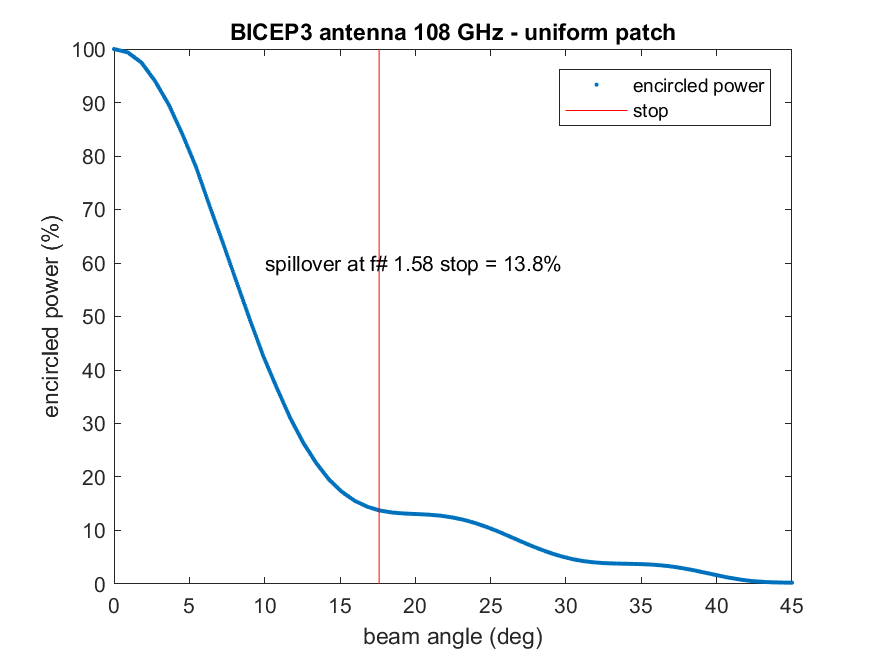 BICEP3 antenna 108 GHz - uniform patch
encircled power
stop
spillover at f# 1.58 stop = 13.8%
encircled power (%)
100
90
80
70
60
50
40
30
20
10
0
0 5 10 15 20 25 30 35 40 45
beam angle (deg)